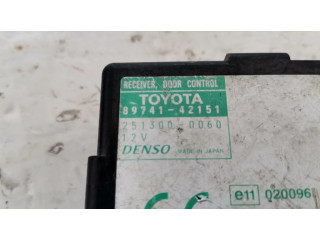 RECEIVER, DOOR CONTROL
TOYOTA
89741-42151
251300-0060
12V
DENSO MADE IN JAPAN
e11 020096